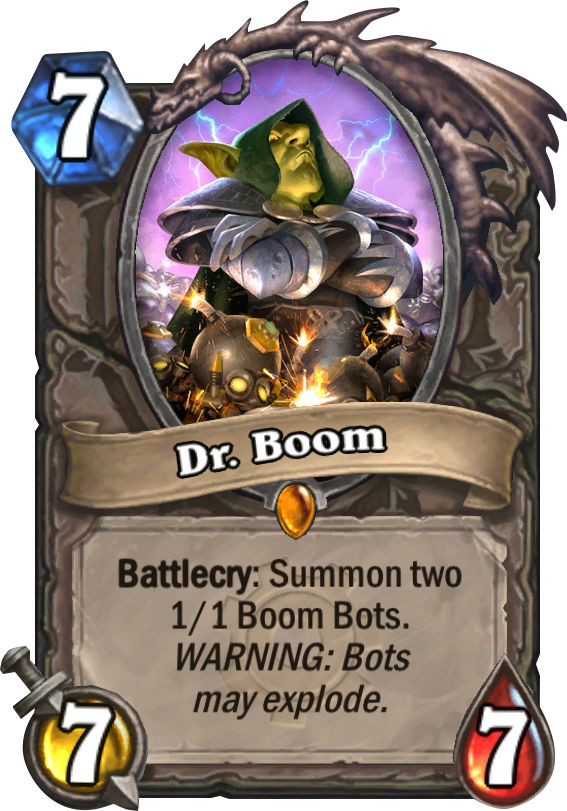 7
Dr. Boom
Battlecry: Summon two
1/1 Boom Bots.
WARNING: Bots
may explode.
7
7